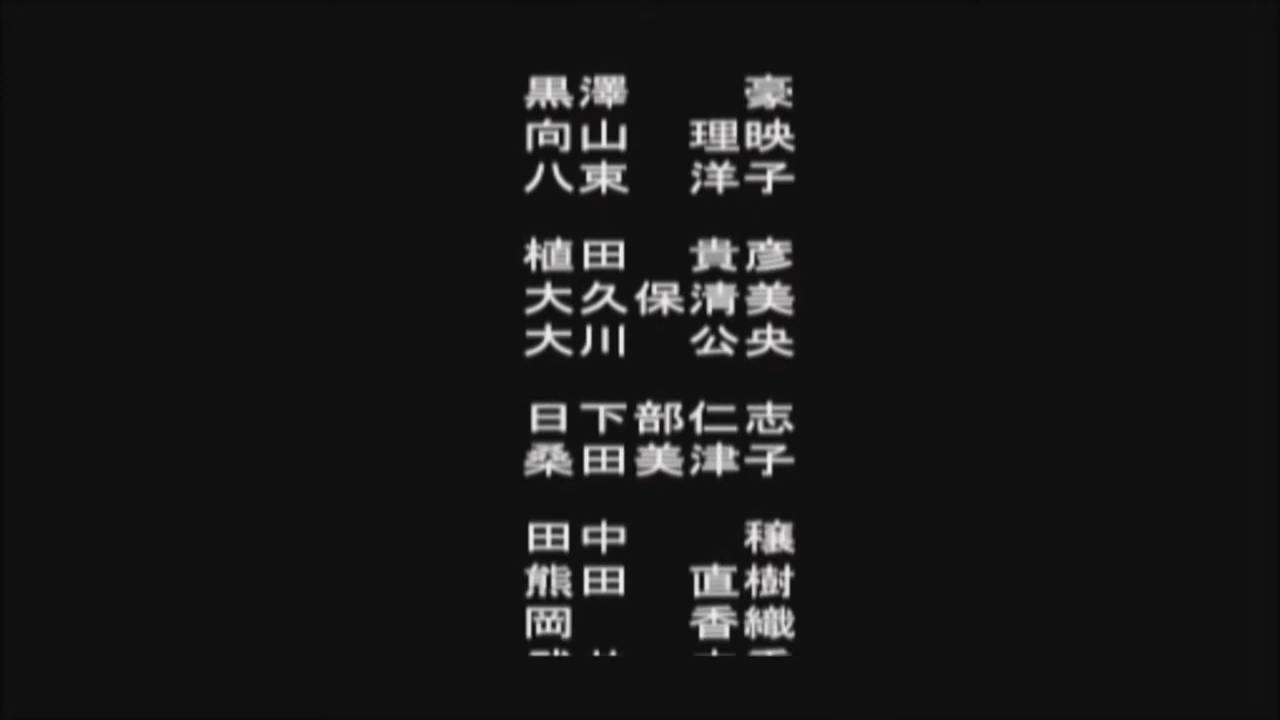 黒澤　　豪
向山　理映
八東　洋子
植田　貴彦
大久保清美
大川　公央
日下部仁志
桑田美津子
田中　　穣
熊田　直樹
岡　　香織